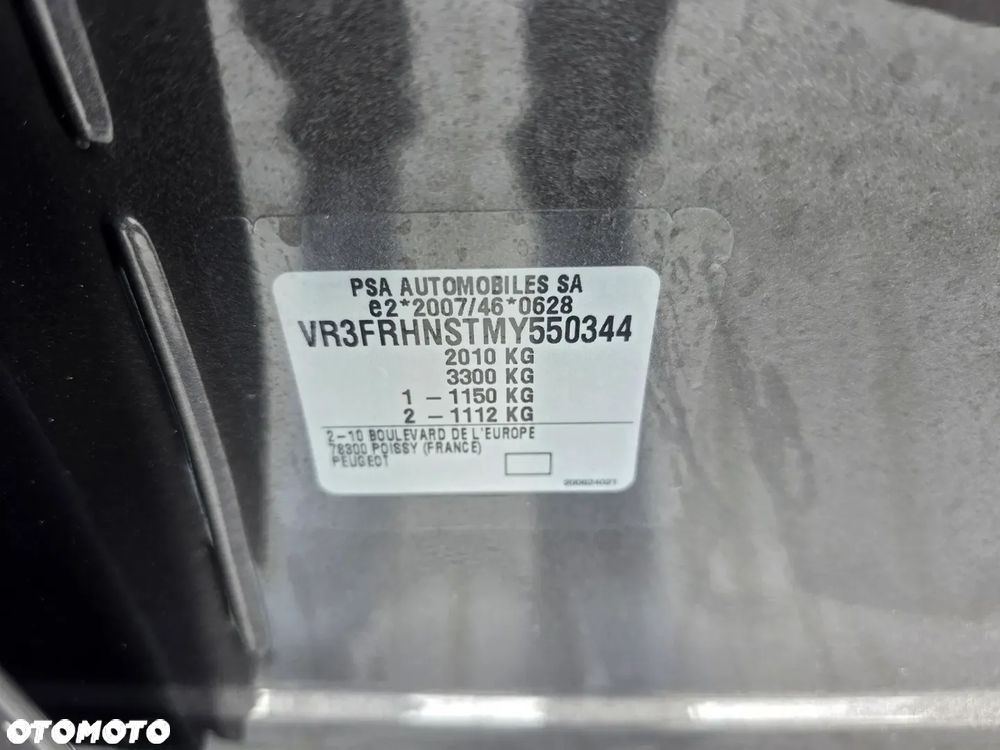 PSA AUTOMOBILES SA
e2*2007/46*0628
VR3FRHNSTMY550344
2010 KG
3300 KG
1 - 1150 KG
2 - 1112 KG
2-10 BOULEVARD DE L'EUROPE
78300 POISSY (FRANCE)
PEUGEOT
200824021
OTOMOTO